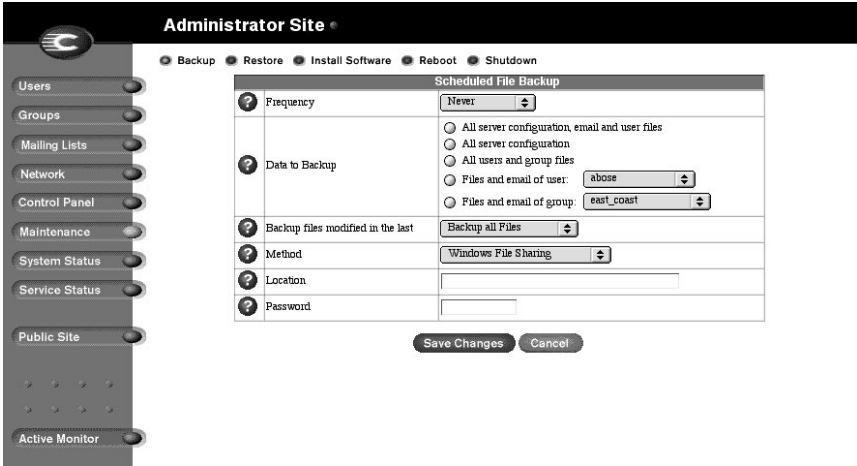 Administrator Site
Backup Restore Install Software Reboot Shutdown
Users
Groups
Mailing Lists
Network
Control Panel
Maintenance
System Status
Service Status
Public Site
Active Monitor
Scheduled File Backup
? Frequency Never
? Data to Backup
All server configuration, email and user files
All server configuration
All users and group files
Files and email of user: abose
Files and email of group: east_coast
? Backup files modified in the last Backup all Files
? Method Windows File Sharing
? Location
? Password
Save Changes Cancel